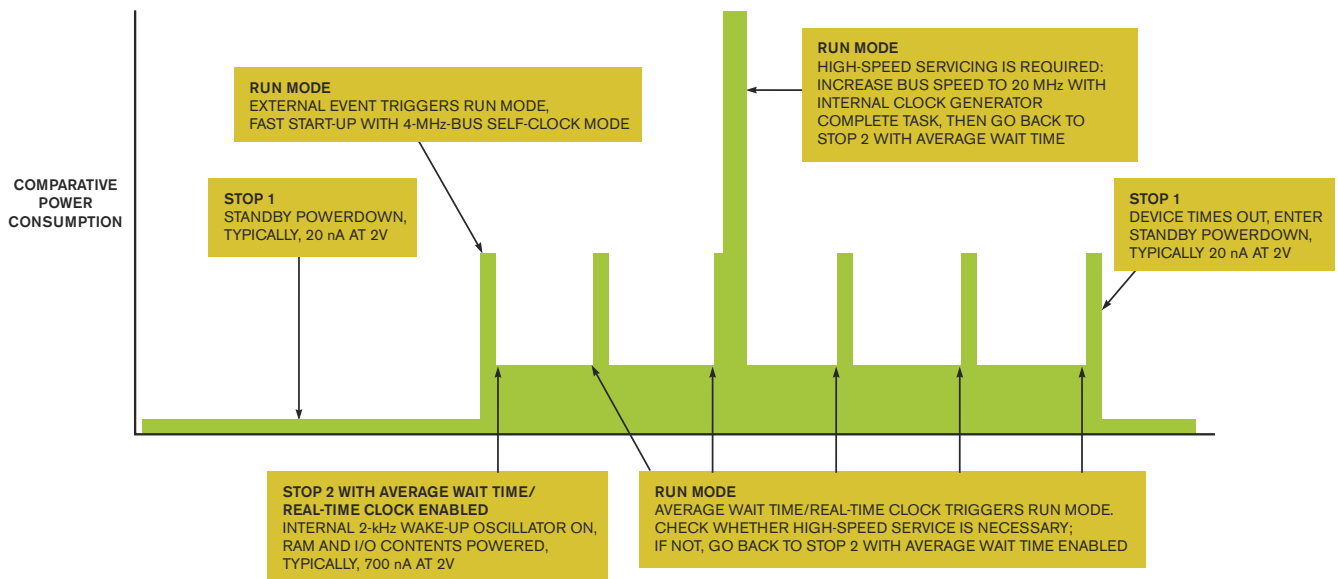 COMPARATIVE
POWER
CONSUMPTION
STOP 1
STANDBY POWERDOWN,
TYPICALLY, 20 nA AT 2V
RUN MODE
EXTERNAL EVENT TRIGGERS RUN MODE,
FAST START-UP WITH 4-MHz-BUS SELF-CLOCK MODE
RUN MODE
HIGH-SPEED SERVICING IS REQUIRED:
INCREASE BUS SPEED TO 20 MHz WITH
INTERNAL CLOCK GENERATOR
COMPLETE TASK, THEN GO BACK TO
STOP 2 WITH AVERAGE WAIT TIME
STOP 1
DEVICE TIMES OUT, ENTER
STANDBY POWERDOWN,
TYPICALLY 20 nA AT 2V
STOP 2 WITH AVERAGE WAIT TIME/
REAL-TIME CLOCK ENABLED
INTERNAL 2-kHz WAKE-UP OSCILLATOR ON,
RAM AND I/O CONTENTS POWERED,
TYPICALLY, 700 nA AT 2V
RUN MODE
AVERAGE WAIT TIME/REAL-TIME CLOCK TRIGGERS RUN MODE.
CHECK WHETHER HIGH-SPEED SERVICE IS NECESSARY;
IF NOT, GO BACK TO STOP 2 WITH AVERAGE WAIT TIME ENABLED